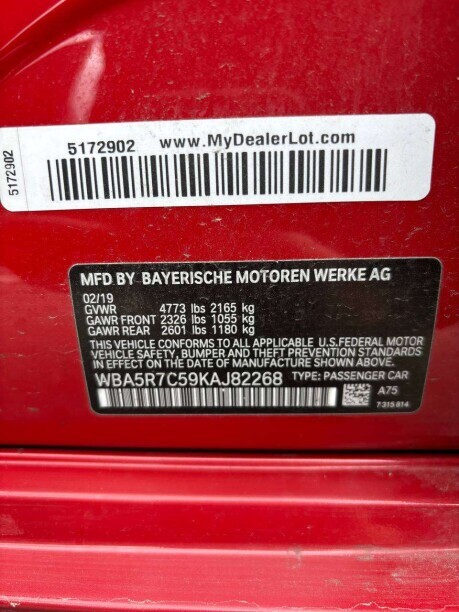 5172902 www.MyDealerLot.com
5172902
MFD BY BAYERISCHE MOTOREN WERKE AG
02/19
GVWR 4773 lbs 2165 kg
GAWR FRONT 2326 lbs 1055 kg
GAWR REAR 2601 lbs 1180 kg
THIS VEHICLE CONFORMS TO ALL APPLICABLE U.S.FEDERAL MOTOR
VEHICLE SAFETY, BUMPER AND THEFT PREVENTION STANDARDS
IN EFFECT ON THE DATE OF MANUFACTURE SHOWN ABOVE.
WBA5R7C59KAJ82268 TYPE: PASSENGER CAR
A75
7 315 814